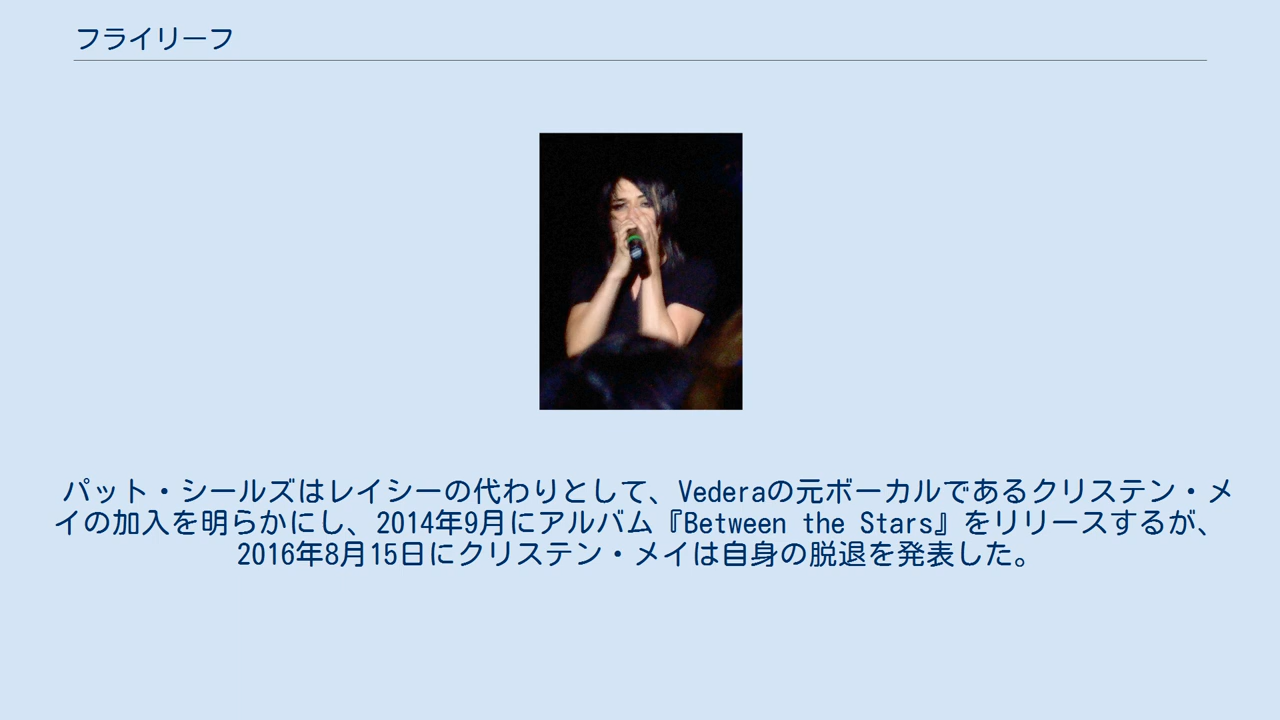 フライリーフ
パット・シールズはレイシーの代わりとして、Vederaの元ボーカルであるクリステン・メ
イの加入を明らかにし、2014年9月にアルバム『Between the Stars』をリリースするが、
2016年8月15日にクリステン・メイは自身の脱退を発表した。